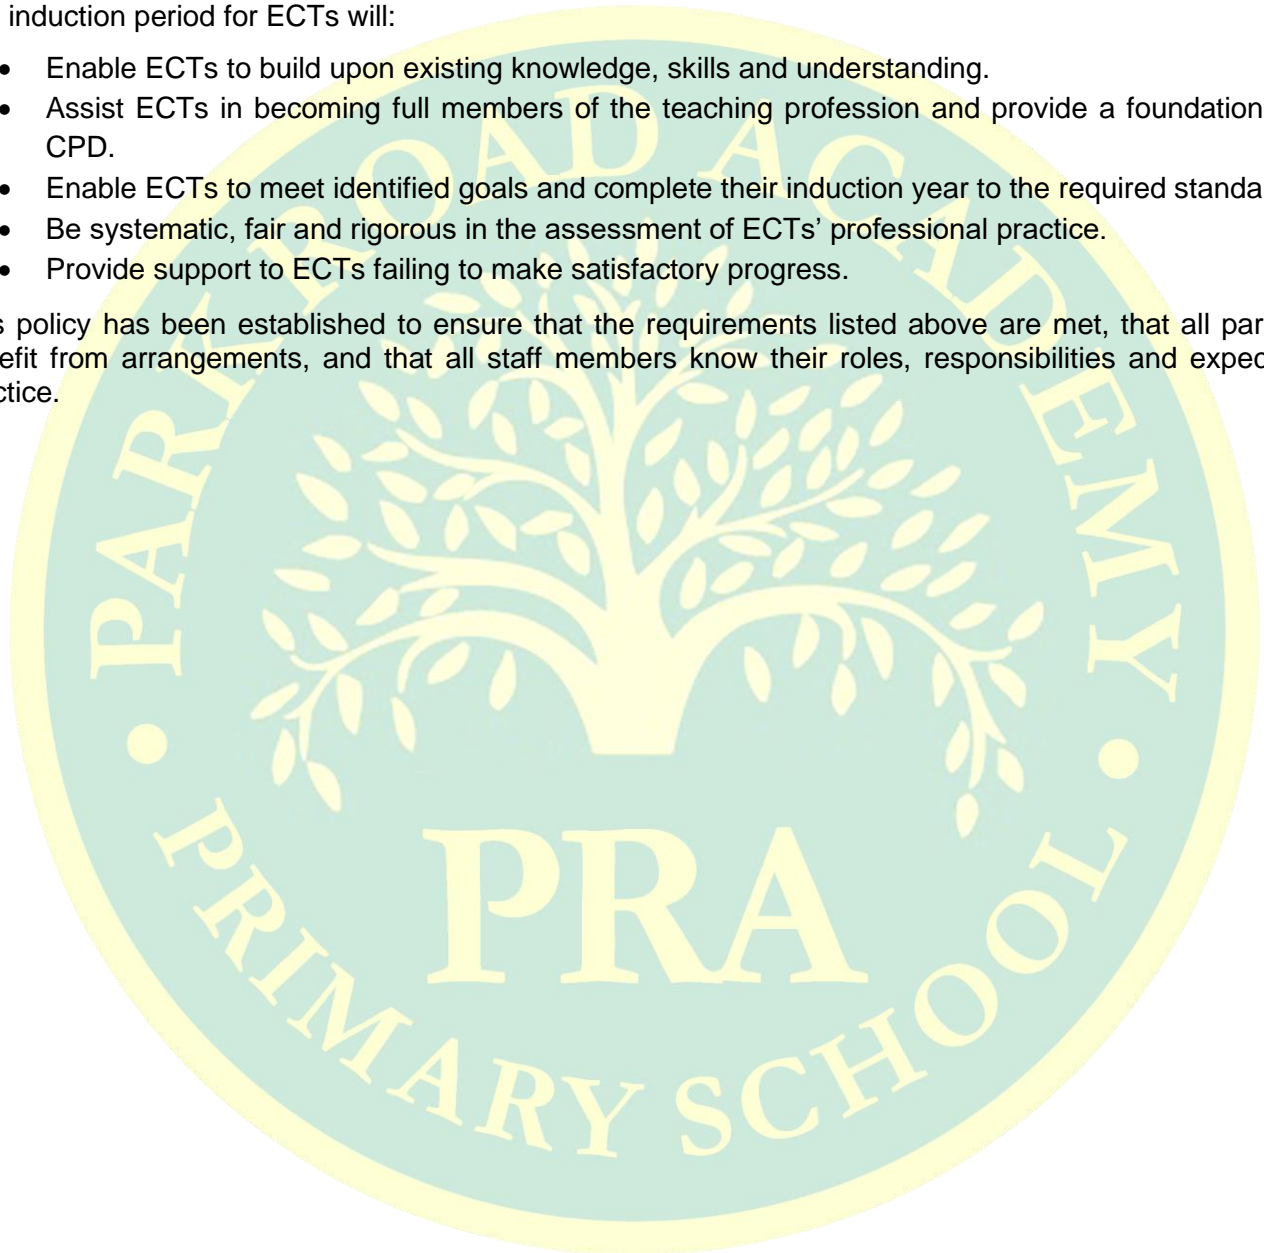 induction period for ECTs will:
• Enable ECTs to build upon existing knowledge, skills and understanding.
• Assist ECTs in becoming full members of the teaching profession and provide a foundation
CPD.
• Enable ECTs to meet identified goals and complete their induction year to the required standa
• Be systematic, fair and rigorous in the assessment of ECTs’ professional practice.
• Provide support to ECTs failing to make satisfactory progress.
s policy has been established to ensure that the requirements listed above are met, that all par
efit from arrangements, and that all staff members know their roles, responsibilities and expec
ctice.
PARK ROAD ACADEMY
PRA
PRIMARY SCHOOL